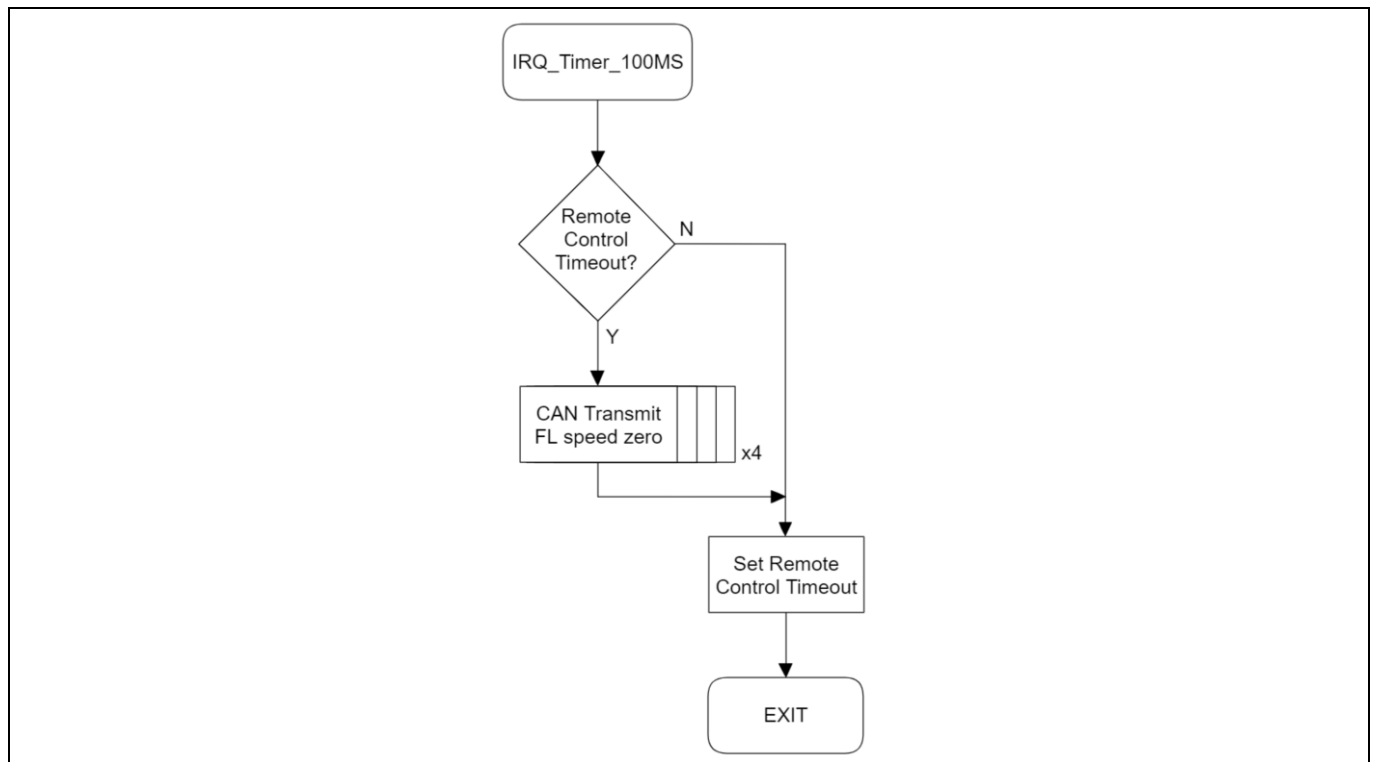 IRQ_Timer_100MS
Remote
Control
Timeout?
N
Y
CAN Transmit
FL speed zero
x4
Set Remote
Control Timeout
EXIT